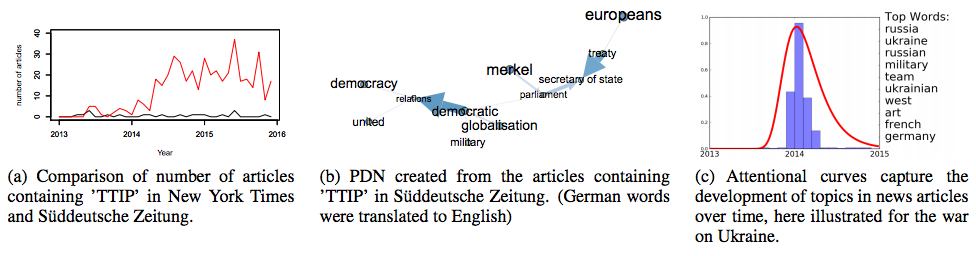 40
30
20
10
0
number of articles
2013
2014
2015
2016
Year
(a) Comparison of number of articles
containing ’TTIP’ in New York Times
and Süddeutsche Zeitung.
europeans
treaty
merkel
secretary of state
democracy
parliament
relations
democratic
united
globalisation
military
(b) PDN created from the articles containing
’TTIP’ in Süddeutsche Zeitung. (German words
were translated to English)
1.0
0.8
0.6
0.4
0.2
0.0
2013
2014
2015
Top Words:
russia
ukraine
russian
military
team
ukrainian
west
art
french
germany
(c) Attentional curves capture the
development of topics in news articles
over time, here illustrated for the war
on Ukraine.